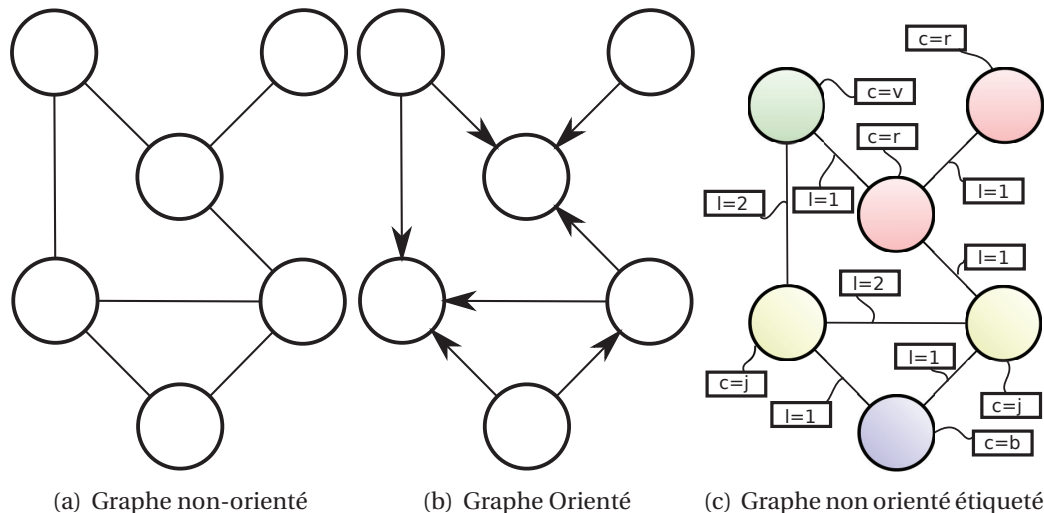 c=r
c=v
c=r
l=1
l=1
l=2
l=1
l=2
l=1
c=j
l=1
c=j
c=b
(a) Graphe non-orienté
(b) Graphe Orienté
(c) Graphe non orienté étiqueté